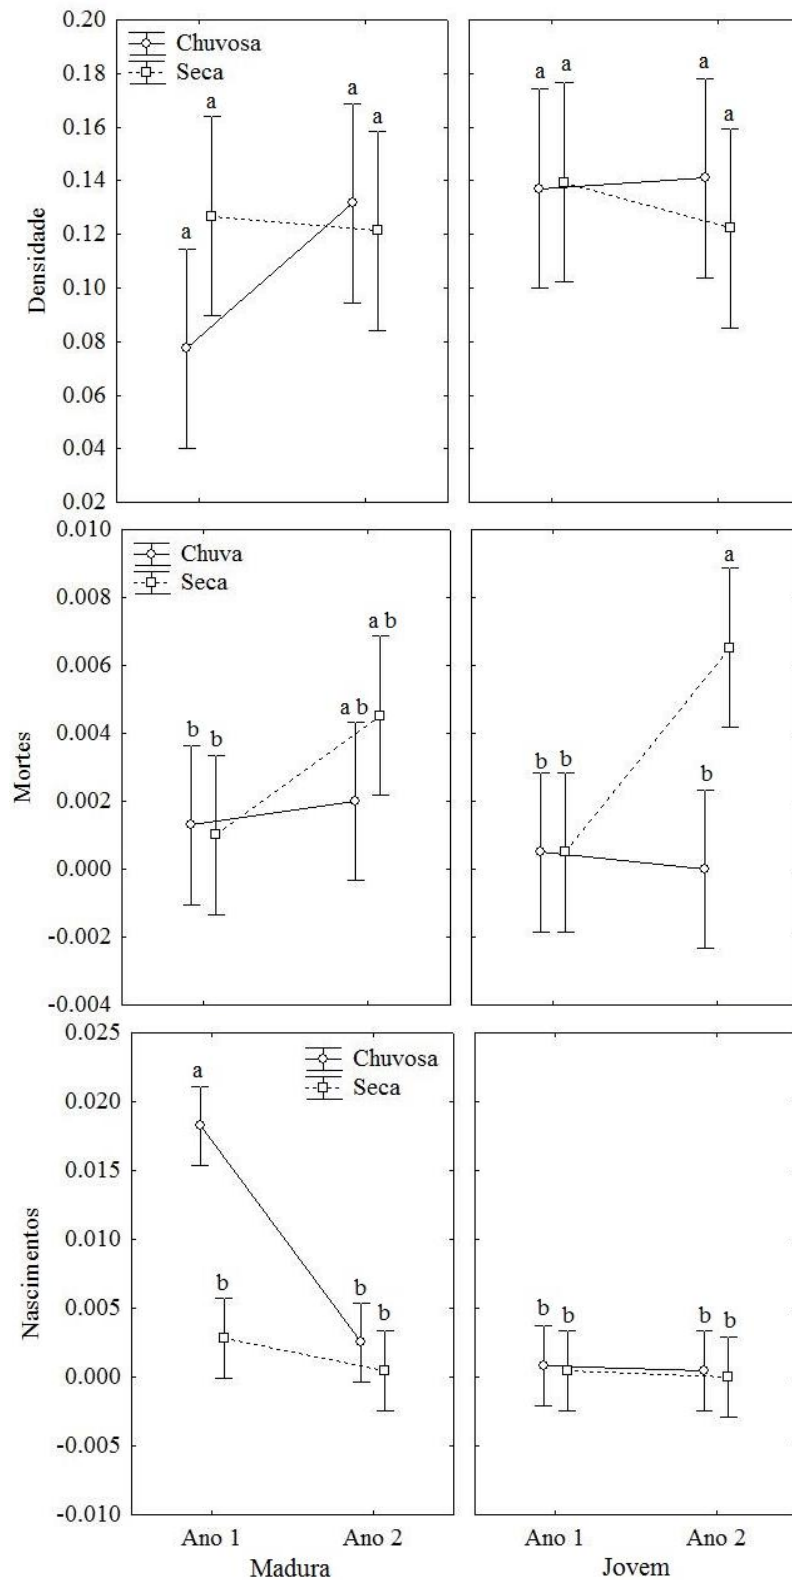 Densidade
0.20
0.18
0.16
0.14
0.12
0.10
0.08
0.06
0.04
0.02
Chuvosa
Seca
a
a
a
a
a
a
a
a
Mortes
0.010
0.008
0.006
0.004
0.002
0.000
-0.002
-0.004
Chuva
Seca
b
b
a b
a b
b
b
b
a
Nascimentos
0.025
0.020
0.015
0.010
0.005
0.000
-0.005
-0.010
Chuvosa
Seca
a
b
b
b
b
b
b
b
Ano 1
Ano 2
Ano 1
Ano 2
Madura
Jovem